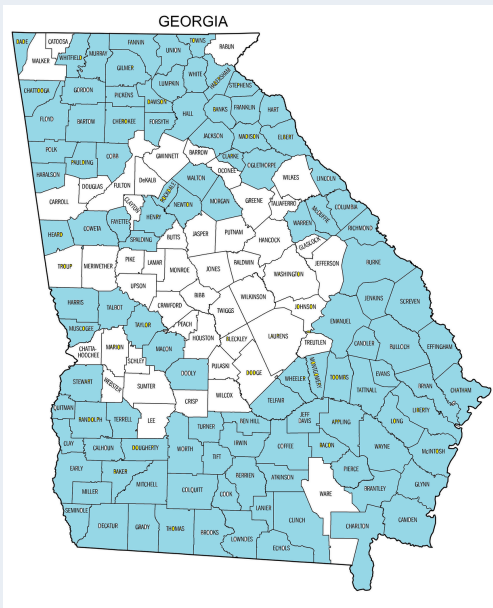 GEORGIA
DADE
CATOOSA
WALKER
WHITFIELD
MURRAY
FANNIN
UNION
TOWNS
RABUN
GILMER
WHITE
HABERSHAM
STEPHENS
LUMPKIN
CHATTOOGA
GORDON
PICKENS
DAWSON
BANKS
FRANKLIN
HART
HALL
FLOYD
BARTOW
CHEROKEE
FORSYTH
JACKSON
MADISON
ELBERT
POLK
PAULDING
COBB
GWINNETT
BARROW
CLARKE
OGLETHORPE
OCONEE
HARALSON
DOUGLAS
FULTON
DeKALB
ROCKDALE
WALTON
WILKES
LINCOLN
CARROLL
CLAYTON
NEWTON
MORGAN
GREENE
TALIAFERRO
McDUFFIE
COLUMBIA
HEARD
COWETA
FAYETTE
HENRY
WARREN
RICHMOND
SPALDING
BUTTS
JASPER
PUTNAM
HANCOCK
GLASCOCK
TROUP
MERIWETHER
PIKE
LAMAR
MONROE
JONES
BALDWIN
JEFFERSON
BURKE
WASHINGTON
UPSON
HARRIS
TALBOT
CRAWFORD
BIBB
WILKINSON
JOHNSON
JENKINS
SCREVEN
TWIGGS
EMANUEL
MUSCOGEE
TAYLOR
PEACH
HOUSTON
BLECKLEY
LAURENS
TREUTLEN
CANDLER
BULLOCH
EFFINGHAM
CHATTA-
HOOCHEE
MARION
SCHLEY
MACON
PULASKI
DODGE
MONTGOMERY
WHEELER
TOOMBS
EVANS
BRYAN
CHATHAM
STEWART
WEBSTER
SUMTER
DOOLY
WILCOX
TELFAIR
TATTNALL
LIBERTY
QUITMAN
CRISP
RANDOLPH
TERRELL
LEE
TURNER
BEN HILL
JEFF
DAVIS
APPLING
LONG
CLAY
CALHOUN
DOUGHERTY
WORTH
IRWIN
TIFT
COFFEE
BACON
WAYNE
McINTOSH
EARLY
BAKER
MITCHELL
BERRIEN
ATKINSON
PIERCE
MILLER
COLQUITT
COOK
WARE
BRANTLEY
GLYNN
SEMINOLE
LANIER
DECATUR
GRADY
THOMAS
BROOKS
LOWNDES
CLINCH
CHARLTON
CAMDEN
ECHOLS